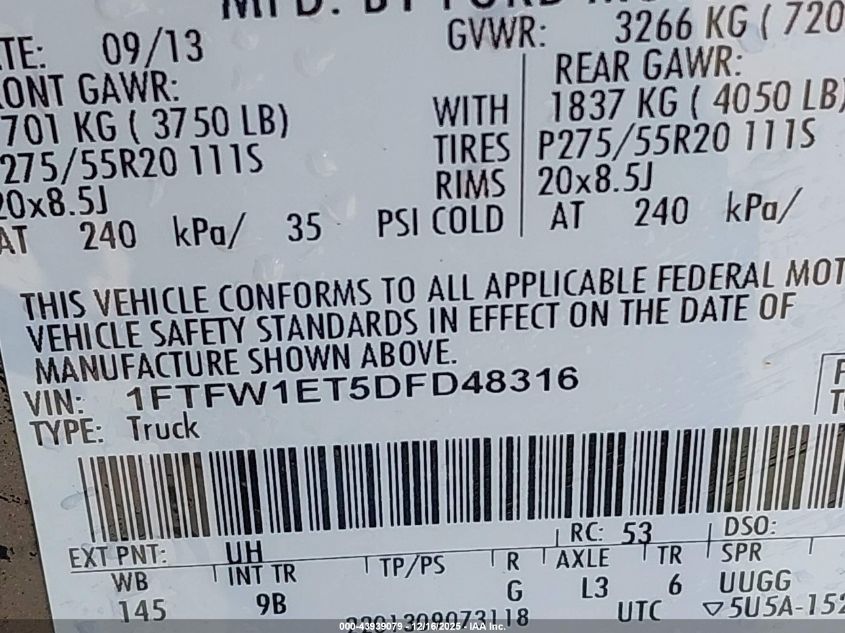 MFD. BY FORD MO
TE: 09/13 GVWR: 3266 KG ( 720
ONT GAWR: REAR GAWR:
701 KG ( 3750 LB) WITH 1837 KG ( 4050 LB)
275/55R20 111S TIRES P275/55R20 111S
20x8.5J RIMS 20x8.5J
AT 240 kPa/ 35 PSI COLD AT 240 kPa/
THIS VEHICLE CONFORMS TO ALL APPLICABLE FEDERAL MOT
VEHICLE SAFETY STANDARDS IN EFFECT ON THE DATE OF
MANUFACTURE SHOWN ABOVE.
VIN: 1FTFW1ET5DFD48316
TYPE: Truck
EXT PNT: UH RC: 53 DSO:
WB INT TR TP/PS R AXLE TR SPR
145 9B G L3 6 UUGG
UTC ▽5U5A-152
000-43939079 - 12/16/2025 - IAA Inc.